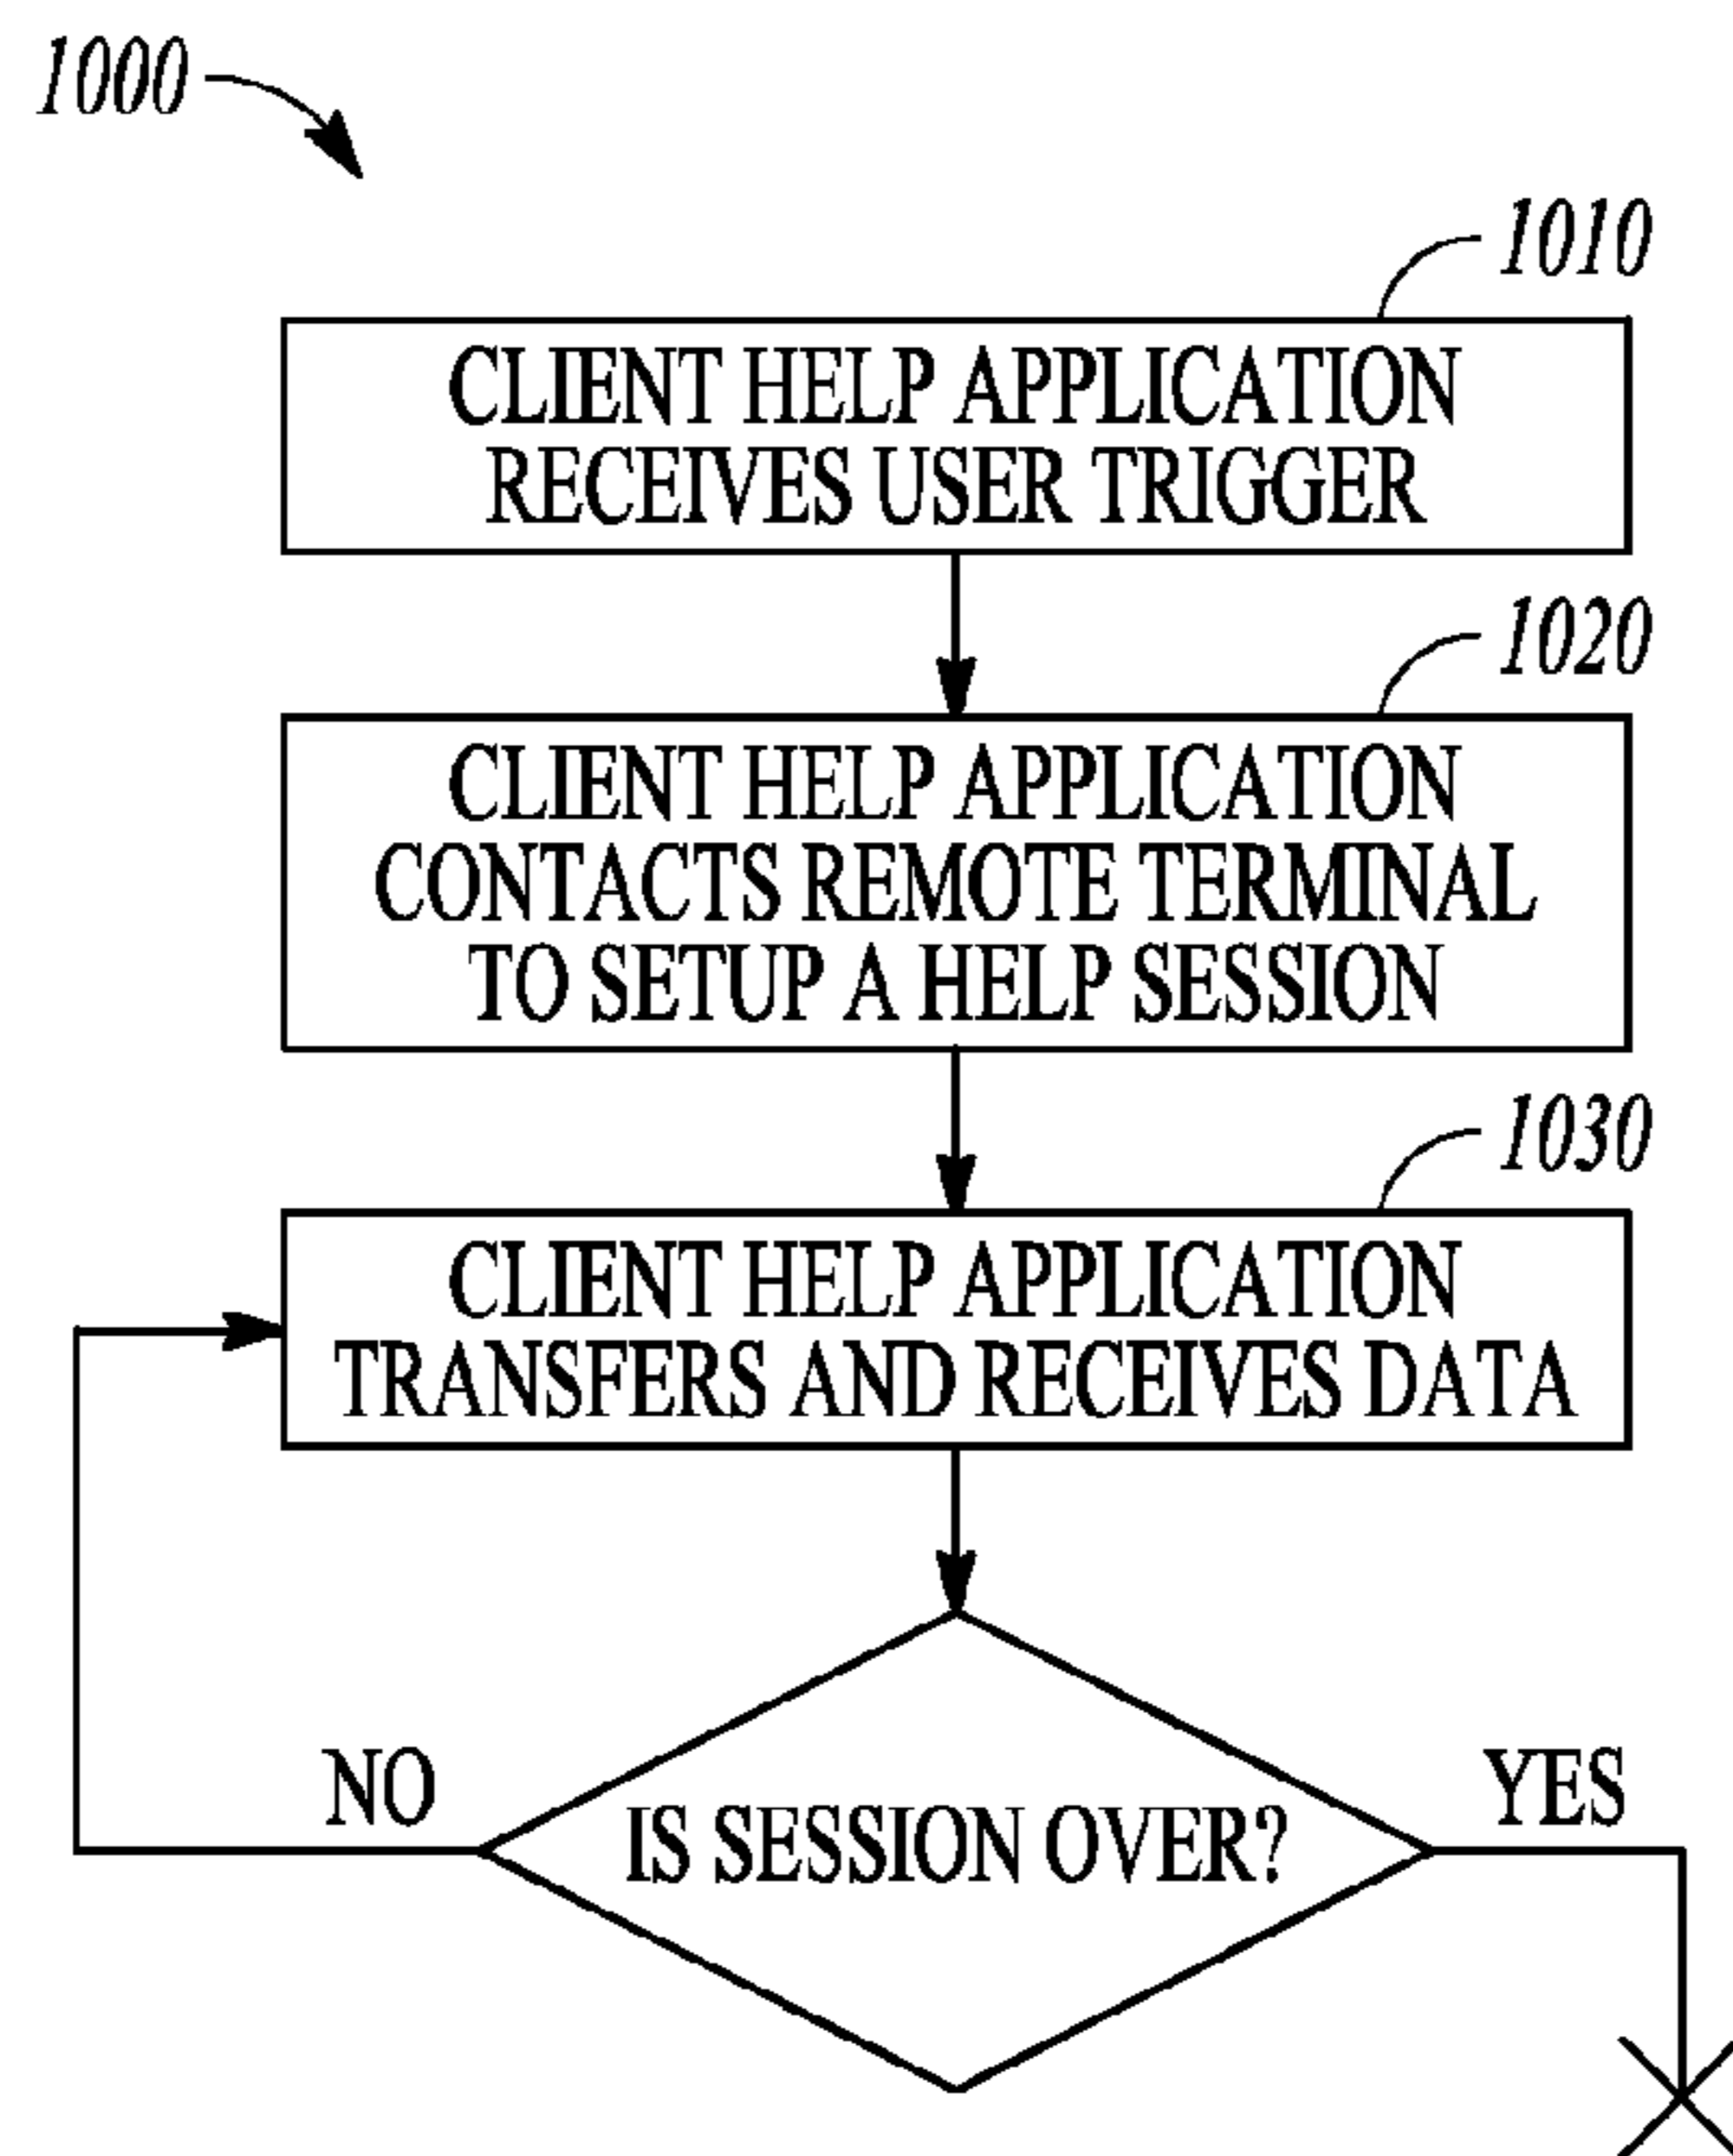 1000
1010
CLIENT HELP APPLICATION
RECEIVES USER TRIGGER
1020
CLIENT HELP APPLICATION
CONTACTS REMOTE TERMINAL
TO SETUP A HELP SESSION
1030
CLIENT HELP APPLICATION
TRANSFERS AND RECEIVES DATA
NO
YES
IS SESSION OVER?